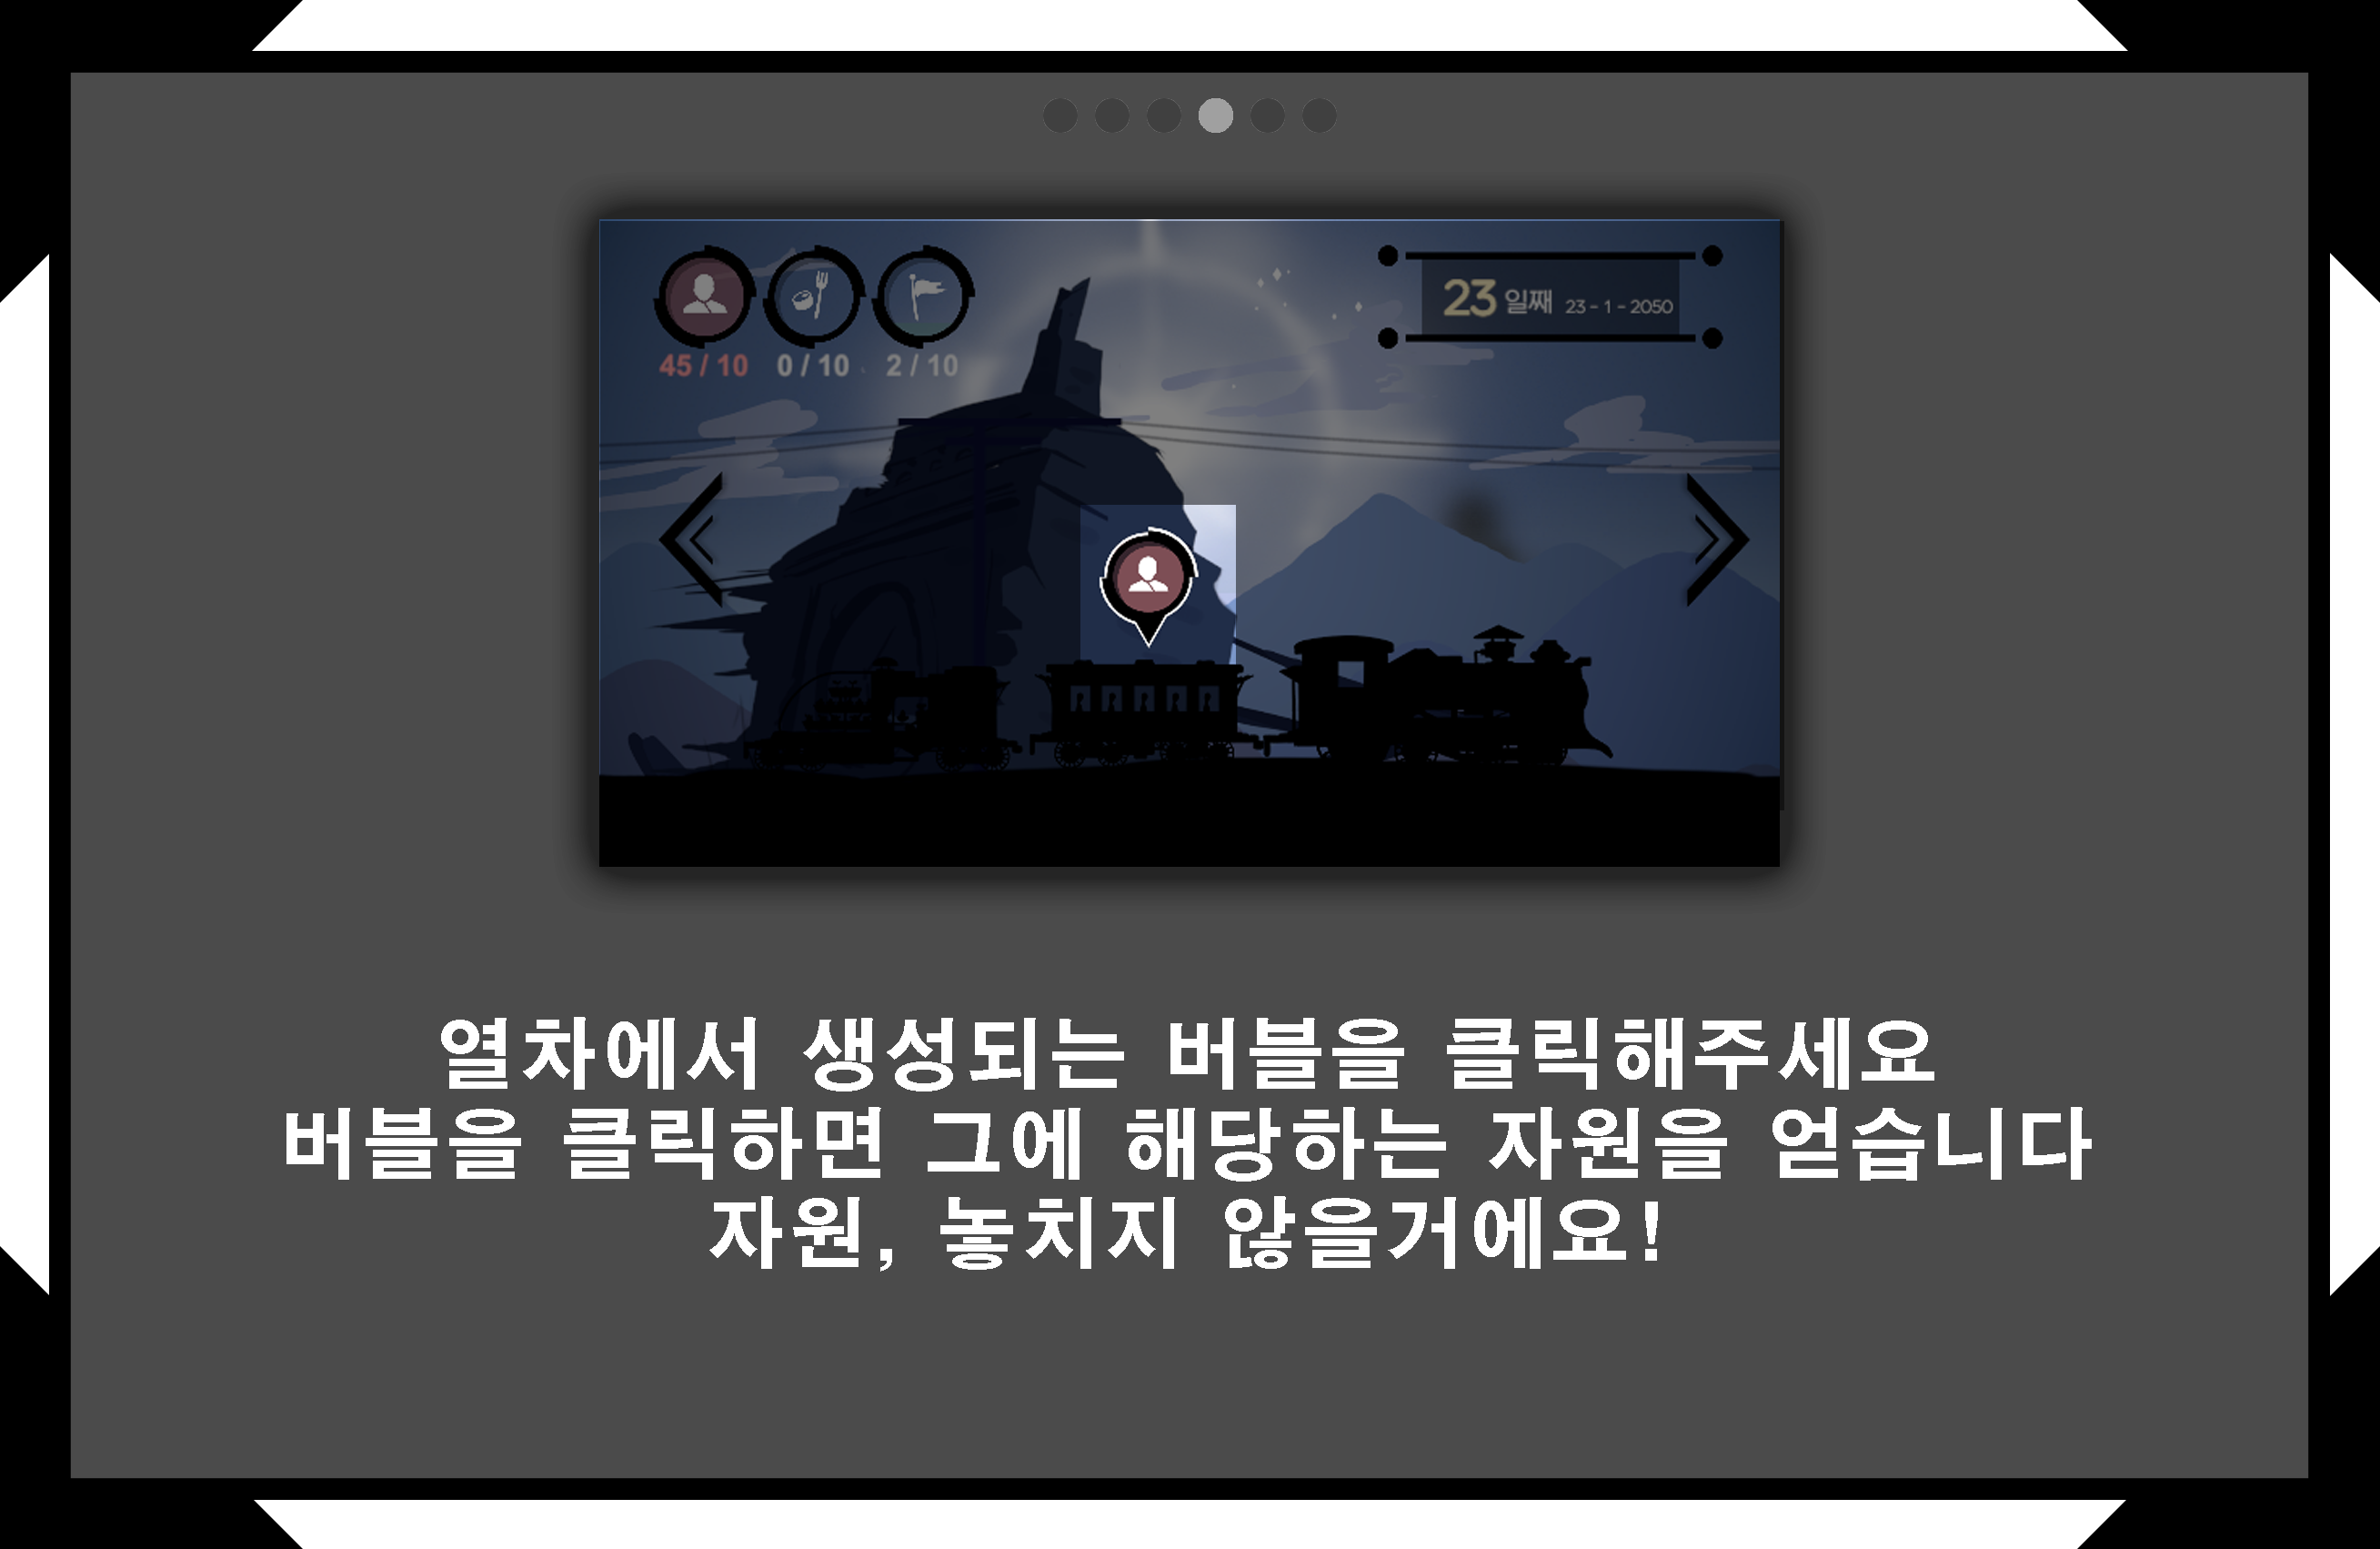 45 / 10 0 / 10 2 / 10
23 일째 23 - 1 - 2050
열차에서 생성되는 버블을 클릭해주세요
버블을 클릭하면 그에 해당하는 자원을 얻습니다
자원, 놓치지 않을거에요!